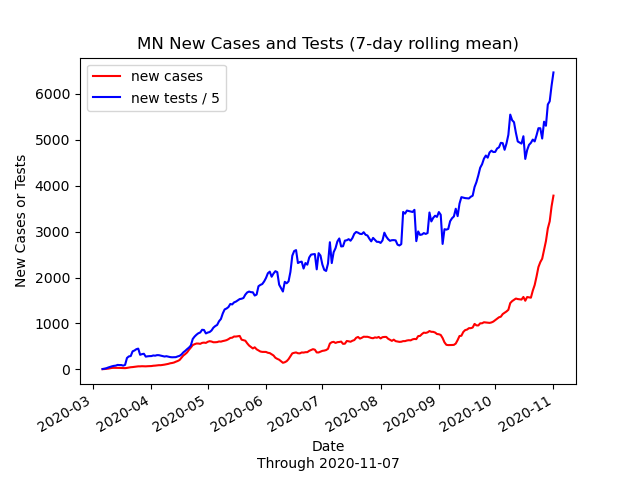 MN New Cases and Tests (7-day rolling mean)
new cases
new tests / 5
6000
5000
4000
3000
2000
1000
0
New Cases or Tests
2020-03
2020-04
2020-05
2020-06
2020-07
2020-08
2020-09
2020-10
2020-11
Date
Through 2020-11-07